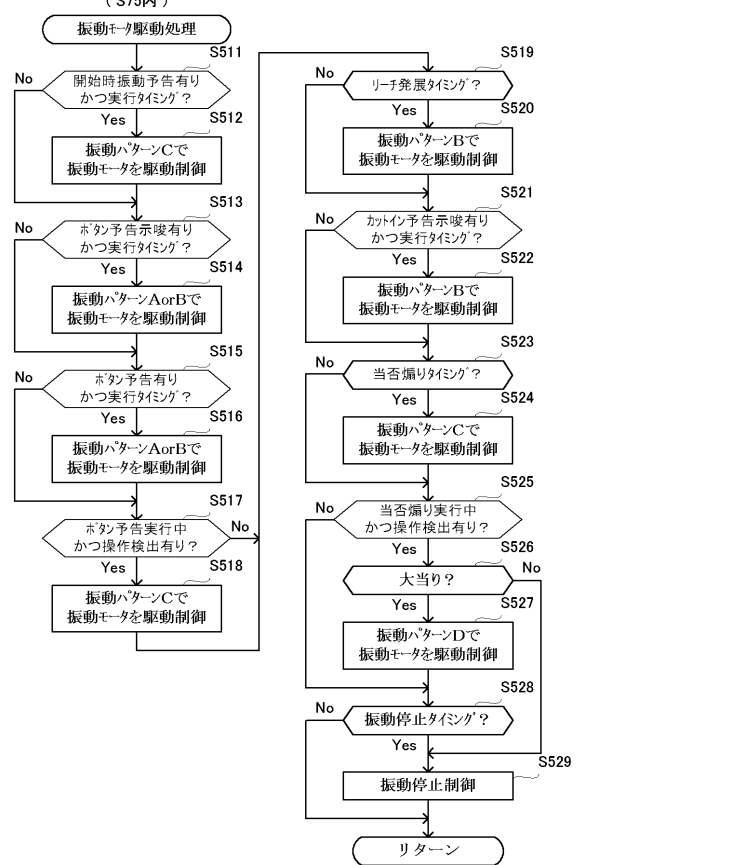 (S75内)
振動モータ駆動処理
S511
開始時振動予告有り
かつ実行タイミング?
No
Yes
S512
振動パターンCで
振動モータを駆動制御
S513
ボタン予告示唆有り
かつ実行タイミング?
No
Yes
S514
振動パターンAorBで
振動モータを駆動制御
S515
ボタン予告有り
かつ実行タイミング?
No
Yes
S516
振動パターンAorBで
振動モータを駆動制御
S517
ボタン予告実行中
かつ操作検出有り?
No
Yes
S518
振動パターンCで
振動モータを駆動制御
S519
リーチ発展タイミング?
No
Yes
S520
振動パターンBで
振動モータを駆動制御
S521
カットイン予告示唆有り
かつ実行タイミング?
No
Yes
S522
振動パターンBで
振動モータを駆動制御
S523
当否煽りタイミング?
No
Yes
S524
振動パターンCで
振動モータを駆動制御
S525
当否煽り実行中
かつ操作検出有り?
No
Yes
S526
大当り?
No
Yes
S527
振動パターンDで
振動モータを駆動制御
S528
振動停止タイミング?
No
Yes
S529
振動停止制御
リターン